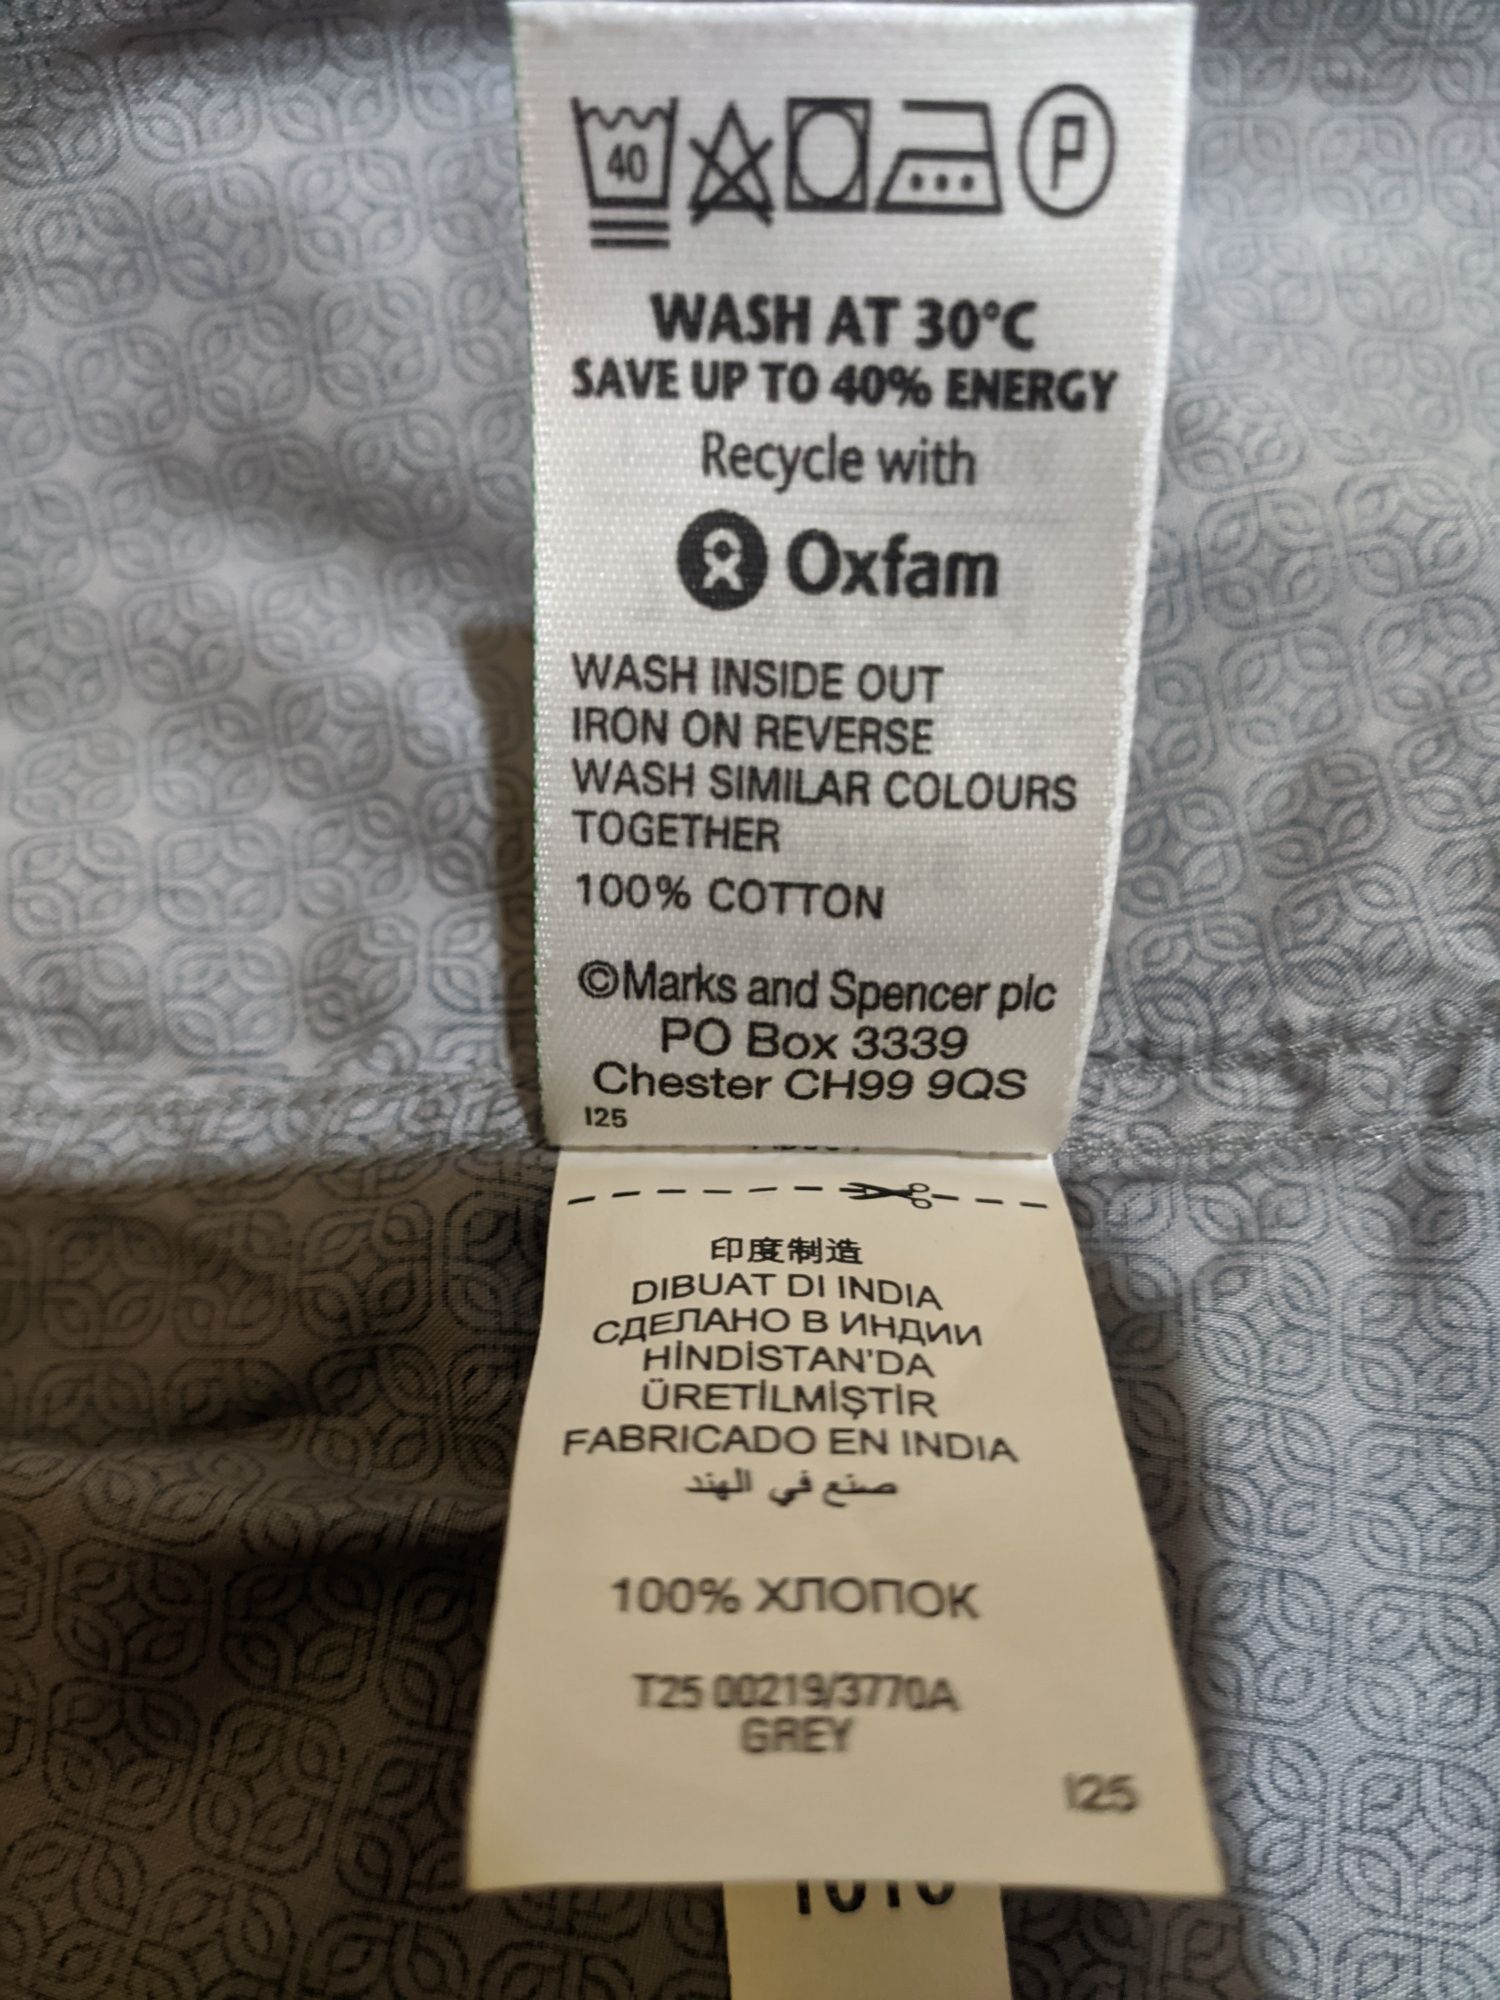 40
P
WASH AT 30°C
SAVE UP TO 40% ENERGY
Recycle with
Oxfam
WASH INSIDE OUT
IRON ON REVERSE
WASH SIMILAR COLOURS
TOGETHER
100% COTTON
©Marks and Spencer plc
PO Box 3339
Chester CH99 9QS
I25
印度制造
DIBUAT DI INDIA
СДЕЛАНО В ИНДИИ
HİNDİSTAN'DA
ÜRETİLMİŞTİR
FABRICADO EN INDIA
صنع في الهند
100% ХЛОПОК
T25 00219/3770A
GREY
I25